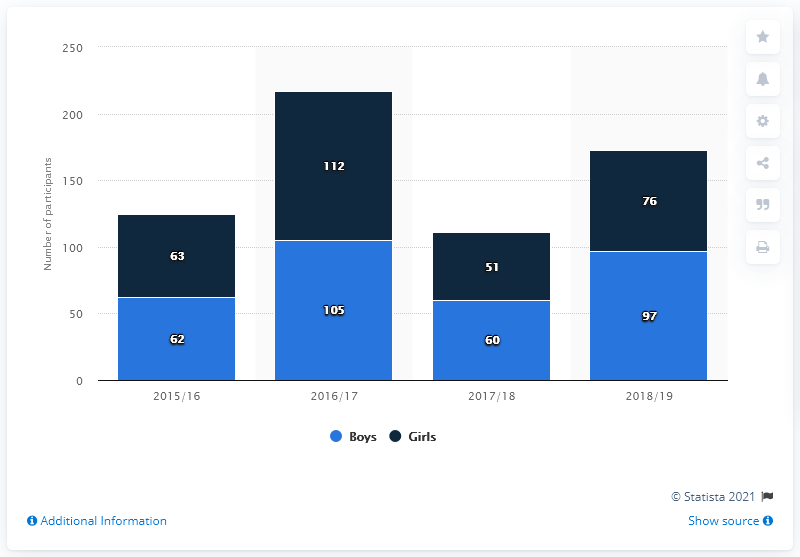 250
200
150
100
50
0
Number of participants
112
63
105
62
51
60
76
97
2015/16 2016/17 2017/18 2018/19
Boys Girls
© Statista 2021
Additional Information Show source